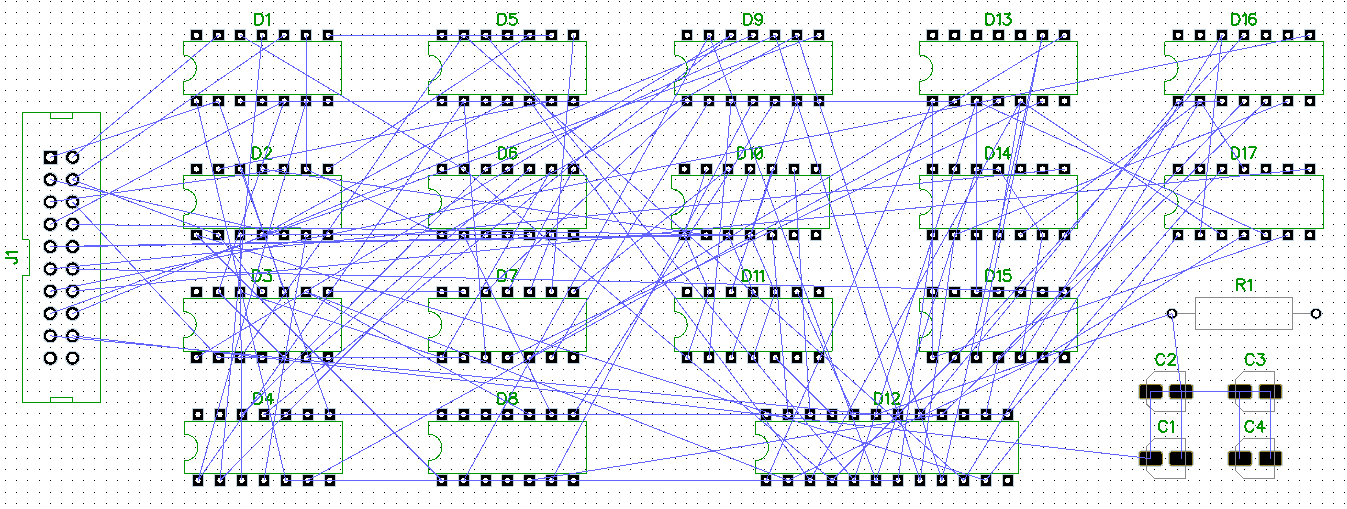 D1 D5 D9 D13 D16
D2 D6 D10 D14 D17
J1
D3 D7 D11 D15 R1
C2 C3
D4 D8 D12
C1 C4